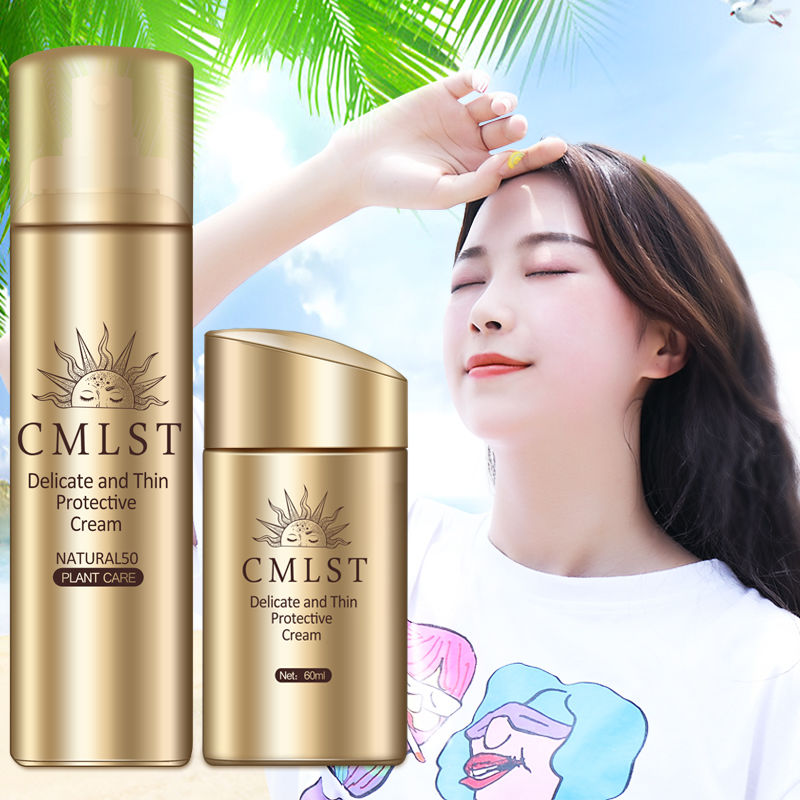 CMLST
Delicate and Thin
Protective
Cream
NATURAL50
PLANT CARE
CMLST
Delicate and Thin
Protective
Cream
Net: 60ml